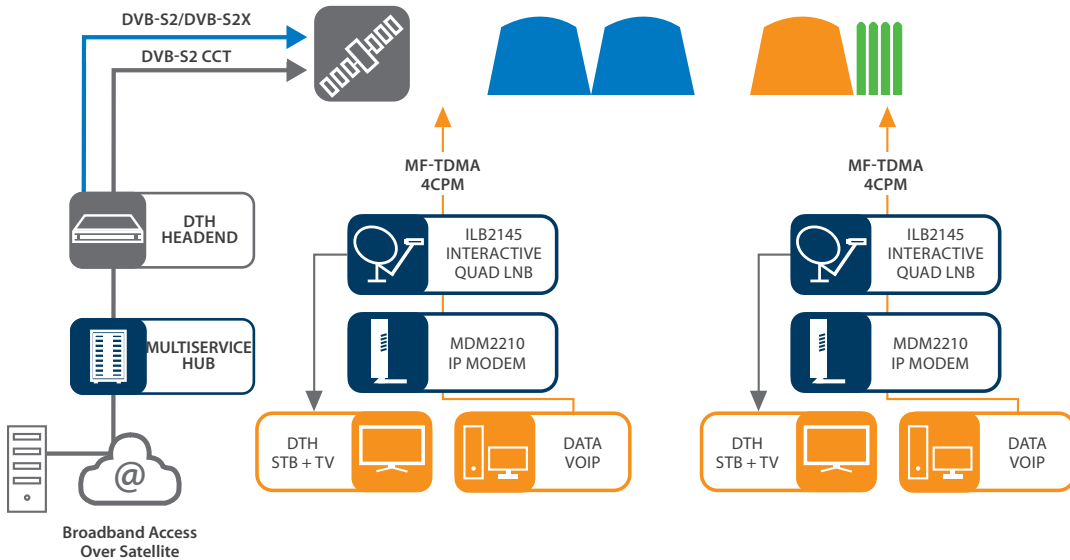 DVB-S2/DVB-S2X
DVB-S2 CCT
MF-TDMA
4CPM
MF-TDMA
4CPM
DTH
HEADEND
ILB2145
INTERACTIVE
QUAD LNB
ILB2145
INTERACTIVE
QUAD LNB
MULTISERVICE
HUB
MDM2210
IP MODEM
MDM2210
IP MODEM
DTH
STB + TV
DATA
VOIP
DTH
STB + TV
DATA
VOIP
@
Broadband Access
Over Satellite